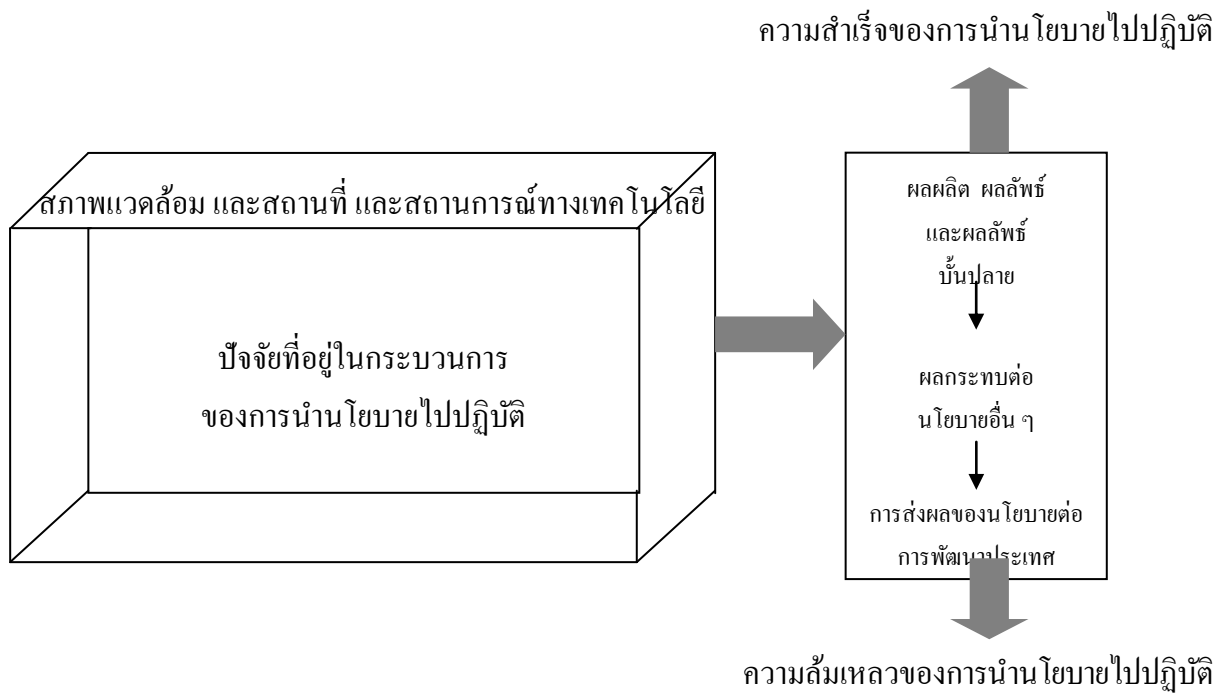 ความสำเร็จของการนำนโยบายไปปฏิบัติ
สภาพแวดล้อม และสถานที่ และสถานการณ์ทางเทคโนโลยี
ปัจจัยที่อยู่ในกระบวนการ
ของการนำนโยบายไปปฏิบัติ
ผลผลิต ผลลัพธ์
และผลลัพธ์
บั้นปลาย
ผลกระทบต่อ
นโยบายอื่น ๆ
การส่งผลของนโยบายต่อ
การพัฒนาประเทศ
ความล้มเหลวของการนำนโยบายไปปฏิบัติ